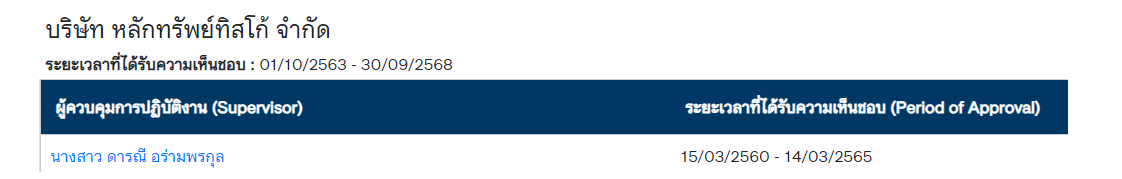 บริษัท หลักทรัพย์ทิสโก้ จำกัด
ระยะเวลาที่ได้รับความเห็นชอบ : 01/10/2563 - 30/09/2568
ผู้ควบคุมการปฏิบัติงาน (Supervisor) ระยะเวลาที่ได้รับความเห็นชอบ (Period of Approval)
นางสาว ดารณี อร่ามพรกุล 15/03/2560 - 14/03/2565